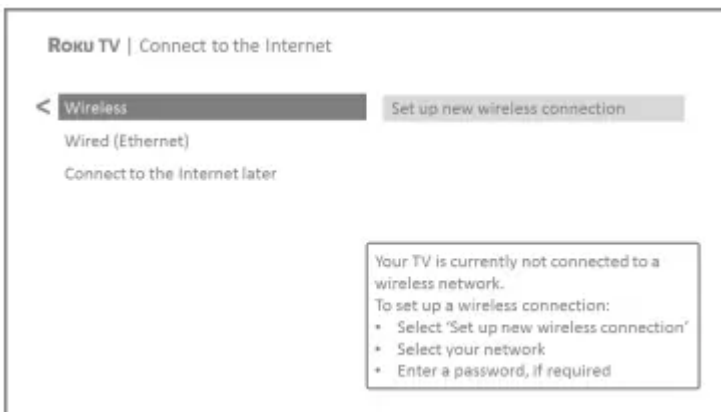 Roku TV | Connect to the Internet
< Wireless
Set up new wireless connection
Wired (Ethernet)
Connect to the Internet later
Your TV is currently not connected to a
wireless network.
To set up a wireless connection:
• Select 'Set up new wireless connection'
• Select your network
• Enter a password, if required